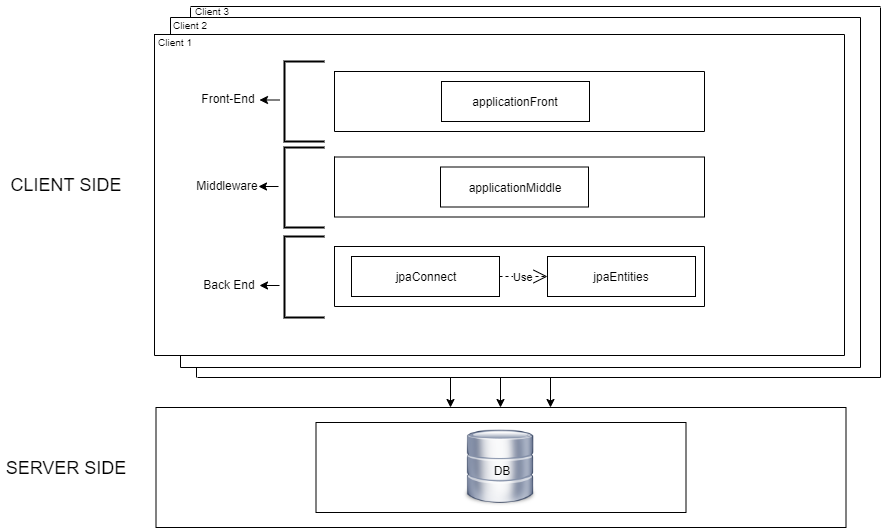 Client 3
Client 2
Client 1
Front-End
applicationFront
CLIENT SIDE
Middleware
applicationMiddle
Back End
jpaConnect
Use
jpaEntities
SERVER SIDE
DB